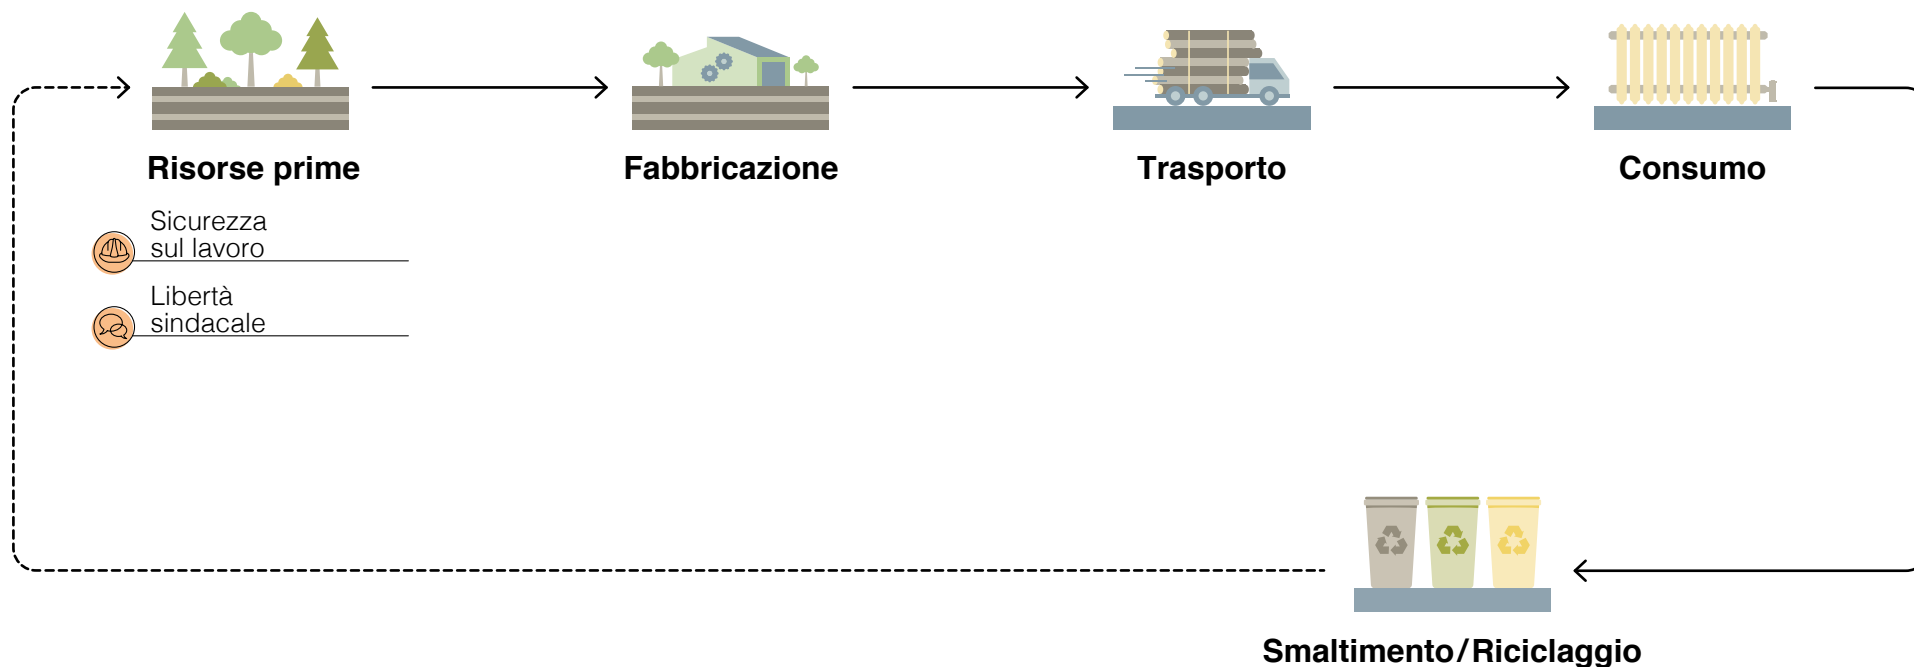 Risorse prime
Fabbricazione
Trasporto
Consumo
Sicurezza
sul lavoro
Libertà
sindacale
Smaltimento/Riciclaggio